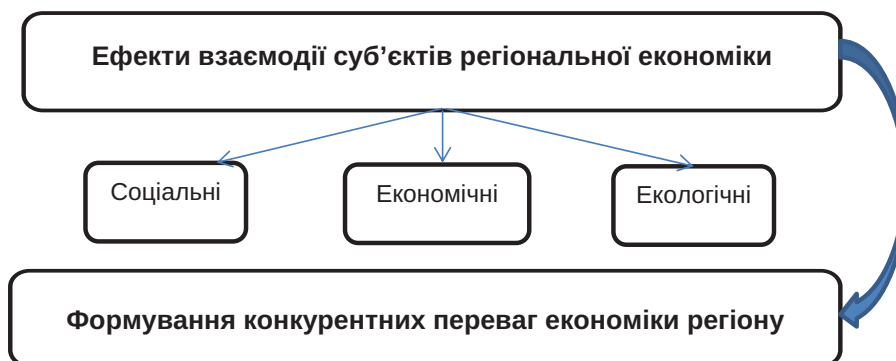 Ефекти взаємодії суб’єктів регіональної економіки
Соціальні
Економічні
Екологічні
Формування конкурентних переваг економіки регіону